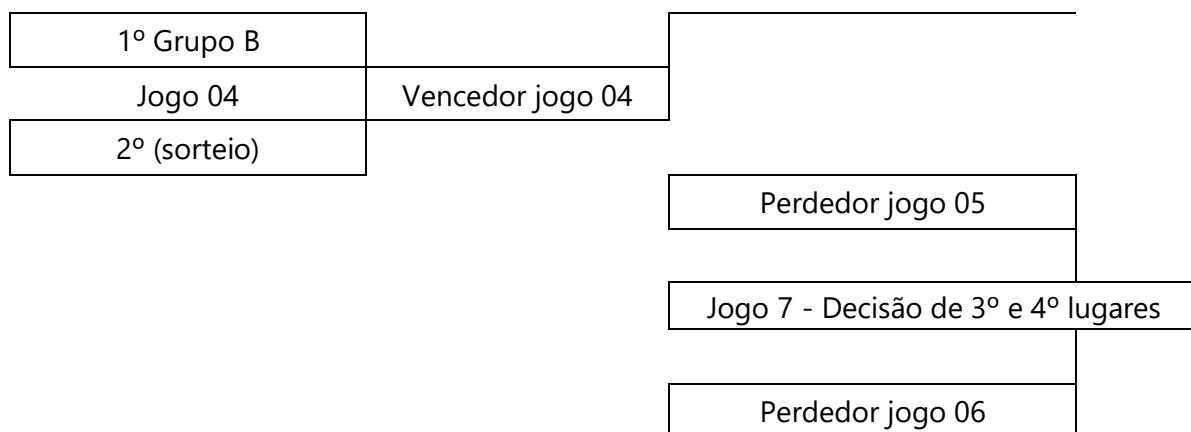 1º Grupo B
Jogo 04
Vencedor jogo 04
2º (sorteio)
Perdedor jogo 05
Jogo 7 - Decisão de 3º e 4º lugares
Perdedor jogo 06